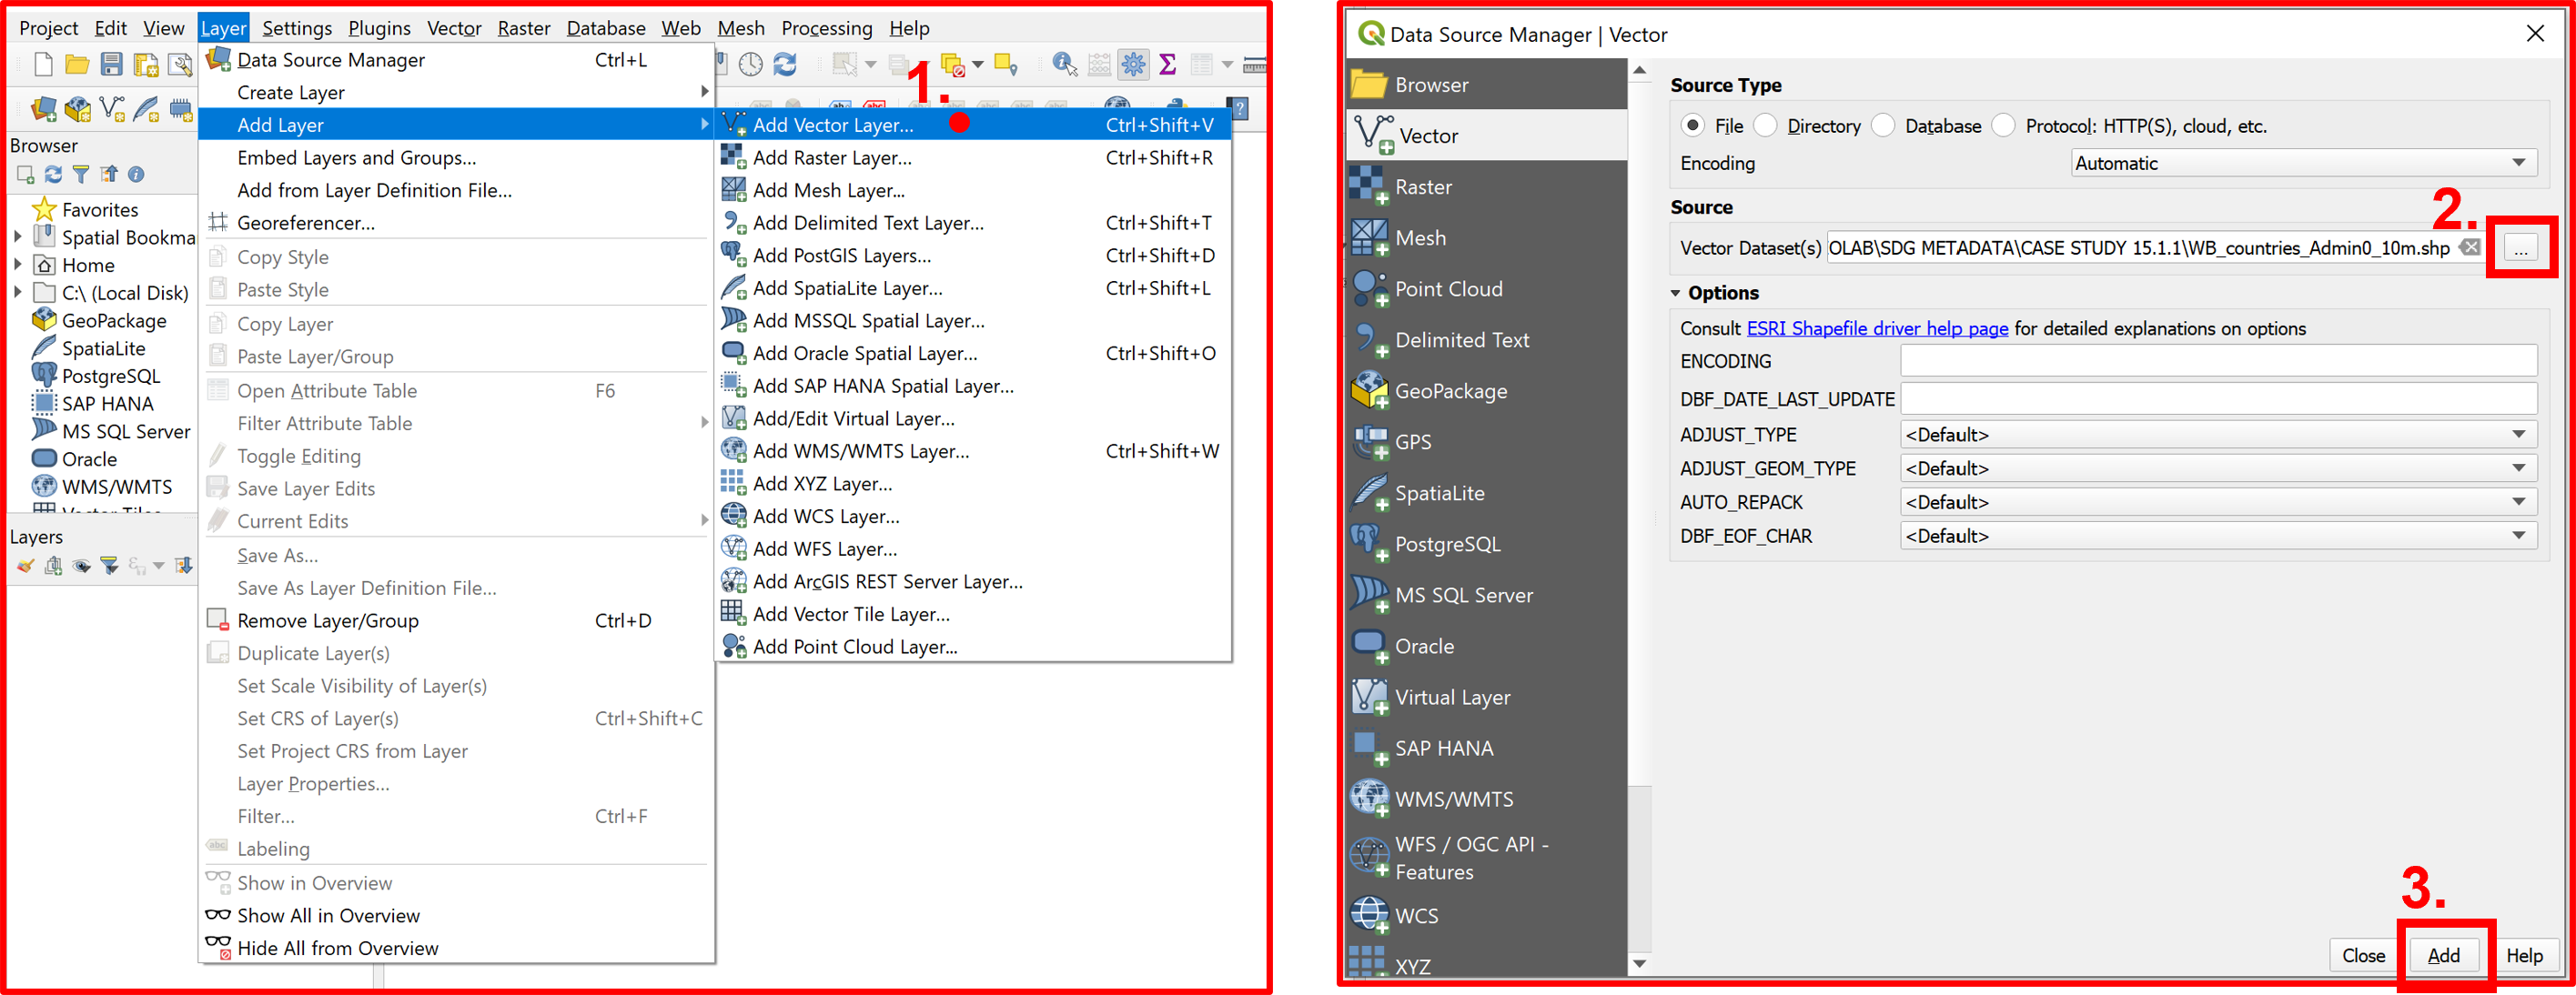 Project Edit View Layer Settings Plugins Vector Raster Database Web Mesh Processing Help
1.
Browser
Favorites
Spatial Bookma
Home
C:\ (Local Disk)
GeoPackage
SpatiaLite
PostgreSQL
SAP HANA
MS SQL Server
Oracle
WMS/WMTS
Vector Tiles
Layers
Data Source Manager Ctrl+L
Create Layer
Add Layer
Embed Layers and Groups...
Add from Layer Definition File...
Georeferencer...
Copy Style
Paste Style
Copy Layer
Paste Layer/Group
Open Attribute Table F6
Filter Attribute Table
Toggle Editing
Save Layer Edits
Current Edits
Save As...
Save As Layer Definition File...
Remove Layer/Group Ctrl+D
Duplicate Layer(s)
Set Scale Visibility of Layer(s)
Set CRS of Layer(s) Ctrl+Shift+C
Set Project CRS from Layer
Layer Properties...
Filter... Ctrl+F
abc Labeling
Show in Overview
Show All in Overview
Hide All from Overview
Add Vector Layer... Ctrl+Shift+V
Add Raster Layer... Ctrl+Shift+R
Add Mesh Layer...
Add Delimited Text Layer... Ctrl+Shift+T
Add PostGIS Layers... Ctrl+Shift+D
Add SpatiaLite Layer... Ctrl+Shift+L
Add MSSQL Spatial Layer...
Add Oracle Spatial Layer... Ctrl+Shift+O
Add SAP HANA Spatial Layer...
Add/Edit Virtual Layer...
Add WMS/WMTS Layer... Ctrl+Shift+W
Add XYZ Layer...
Add WCS Layer...
Add WFS Layer...
Add ArcGIS REST Server Layer...
Add Vector Tile Layer...
Add Point Cloud Layer...
Data Source Manager | Vector
Browser
Vector
Raster
Mesh
Point Cloud
Delimited Text
GeoPackage
GPS
SpatiaLite
PostgreSQL
MS SQL Server
Oracle
Virtual Layer
SAP HANA
WMS/WMTS
WFS / OGC API -
Features
WCS
XYZ
Source Type
File Directory Database Protocol: HTTP(S), cloud, etc.
Encoding Automatic
Source
2.
Vector Dataset(s) OLAB\SDG METADATA\CASE STUDY 15.1.1\WB_countries_Admin0_10m.shp ...
Options
Consult ESRI Shapefile driver help page for detailed explanations on options
ENCODING
DBF_DATE_LAST_UPDATE
ADJUST_TYPE <Default>
ADJUST_GEOM_TYPE <Default>
AUTO_REPACK <Default>
DBF_EOF_CHAR <Default>
3.
Close Add Help